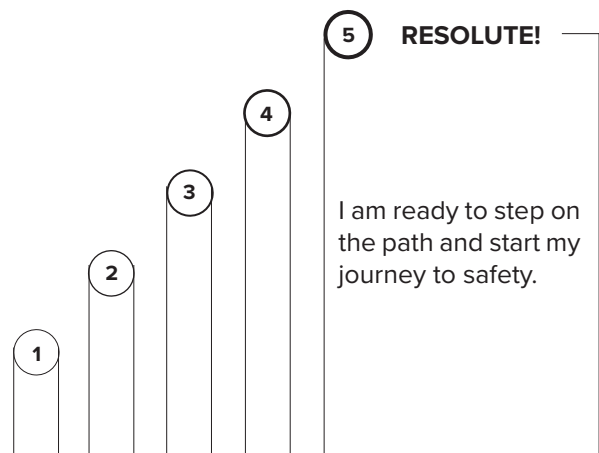 5 RESOLUTE!
4
3
I am ready to step on
the path and start my
journey to safety.
2
1